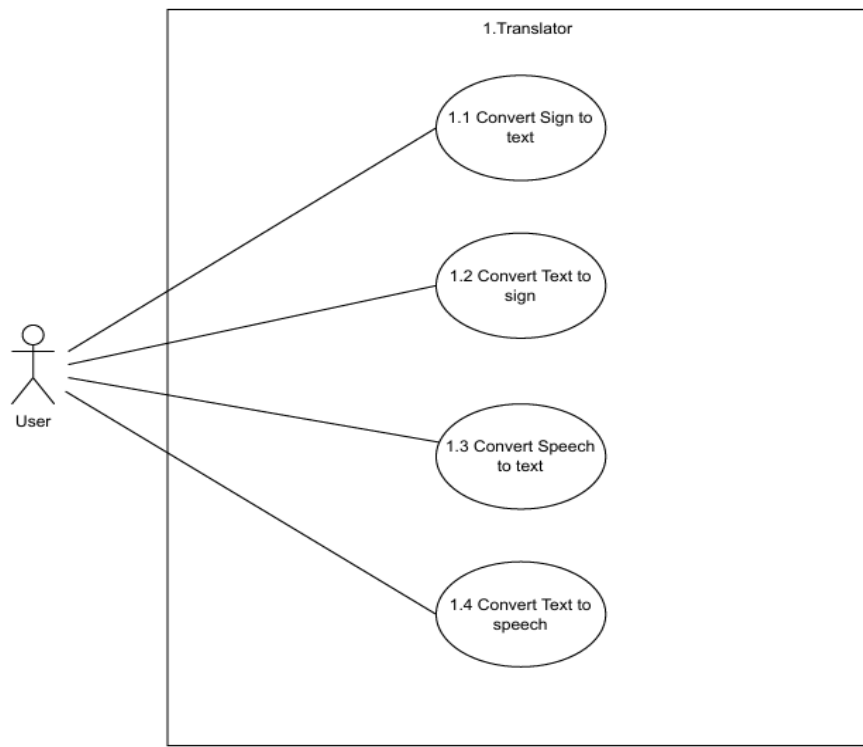 1.Translator
1.1 Convert Sign to
text
1.2 Convert Text to
sign
User
1.3 Convert Speech
to text
1.4 Convert Text to
speech